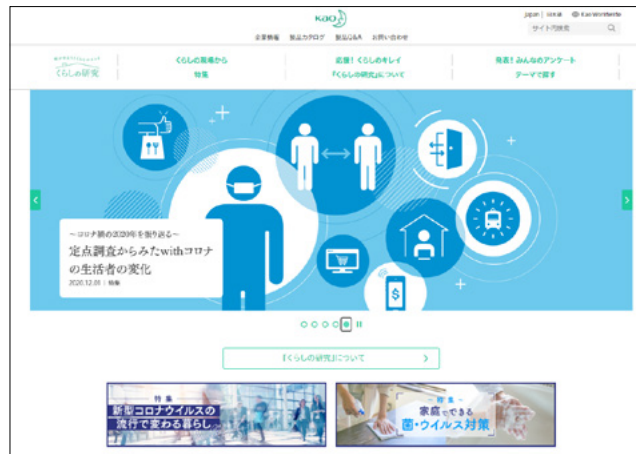 Kao
Japan | 日本語 Kao Worldwide
企業情報 製品カタログ 製品Q&A お問い合わせ
サイト内検索
くらしの研究
くらしの現場から
特集
応援！くらしのキレイ
『くらしの研究』について
発表！みんなのアンケート
テーマで探す
～コロナ禍の2020年を振り返る～
定点調査からみたwithコロナ
の生活者の変化
2020.12.01 | 特集
$
『くらしの研究』について
特 集
新型コロナウイルスの
流行で変わる暮らし
～特集～
家庭でできる
菌・ウイルス対策